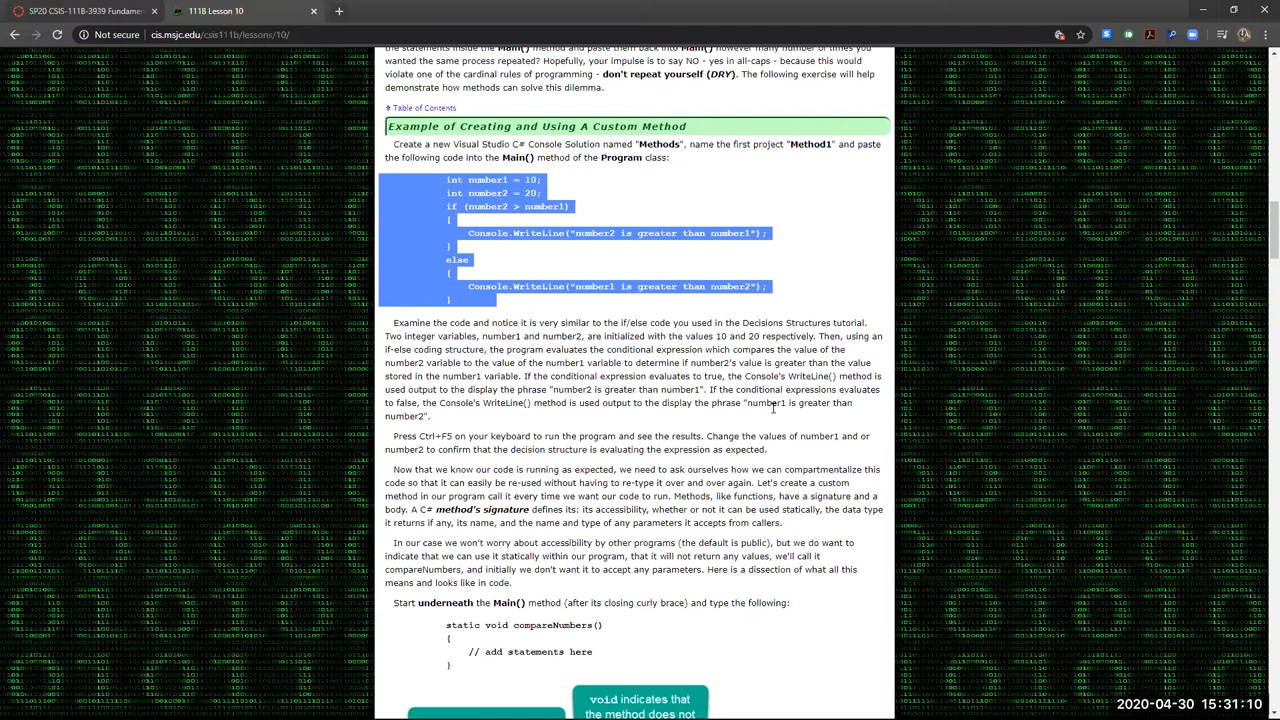 SP20 CSIS-111B-3939 Fundame
111B Lesson 10
Not secure | cis.msjc.edu/csis111b/lessons/10/
the statements inside the Main() method and paste them back into Main() however many number of times you
wanted the same process repeated? Hopefully, your impulse is to say NO - yes, in all caps - because this would
violate one of the cardinal rules of programming - don't repeat yourself (DRY). The following exercise will help
demonstrate how methods can solve this dilemma.
⇑ Table of Contents
Example of Creating and Using A Custom Method
Create a new Visual Studio C# Console Solution named "Methods", name the first project "Method1" and paste
the following code into the Main() method of the Program class:
int number1 = 10;
int number2 = 20;
if (number2 > number1)
{
Console.WriteLine("number2 is greater than number1");
}
else
{
Console.WriteLine("number1 is greater than number2");
}
Examine the code and notice it is very similar to the if/else code you used in the Decisions Structures tutorial.
Two integer variables, number1 and number2, are initialized with the values 10 and 20 respectively. Then, using an
if-else coding structure, the program evaluates the conditional expression which compares the value of the
number2 variable to the value of the number1 variable to determine if number2's value is greater than the value
stored in the number1 variable. If the conditional expression evaluates to true, the Console's WriteLine() method is
used output to the display the phrase "number2 is greater than number1". If the conditional expressions evaluates
to false, the Console's WriteLine() method is used output to the display the phrase "number1 is greater than
number2".
Press Ctrl+F5 on your keyboard to run the program and see the results. Change the values of number1 and or
number2 to confirm that the decision structure is evaluating the expression as expected.
Now that we know our code is running as expected, we need to ask ourselves how we can compartmentalize this
code so that it can easily be re-used without having to re-type it over and over again. Let's create a custom
method in our program call it every time we want our code to run. Methods, like functions, have a signature and a
body. A C# method's signature defines its: its accessibility, whether or not it can be used statically, the data type
it returns if any, its name, and the name and type of any parameters it accepts from callers.
In our case we won't worry about accessibility by other programs (the default is public), but we do want to
indicate that we can use it statically within our program, that it will not return any values, we'll call it
compareNumbers, and initially we don't want it to accept any parameters. Here is a dissection of what all this
means and looks like in code.
Start underneath the Main() method (after its closing curly brace) and type the following:
static void compareNumbers()
{
// add statements here
}
void indicates that
the method does not
2020-04-30 15:31:10